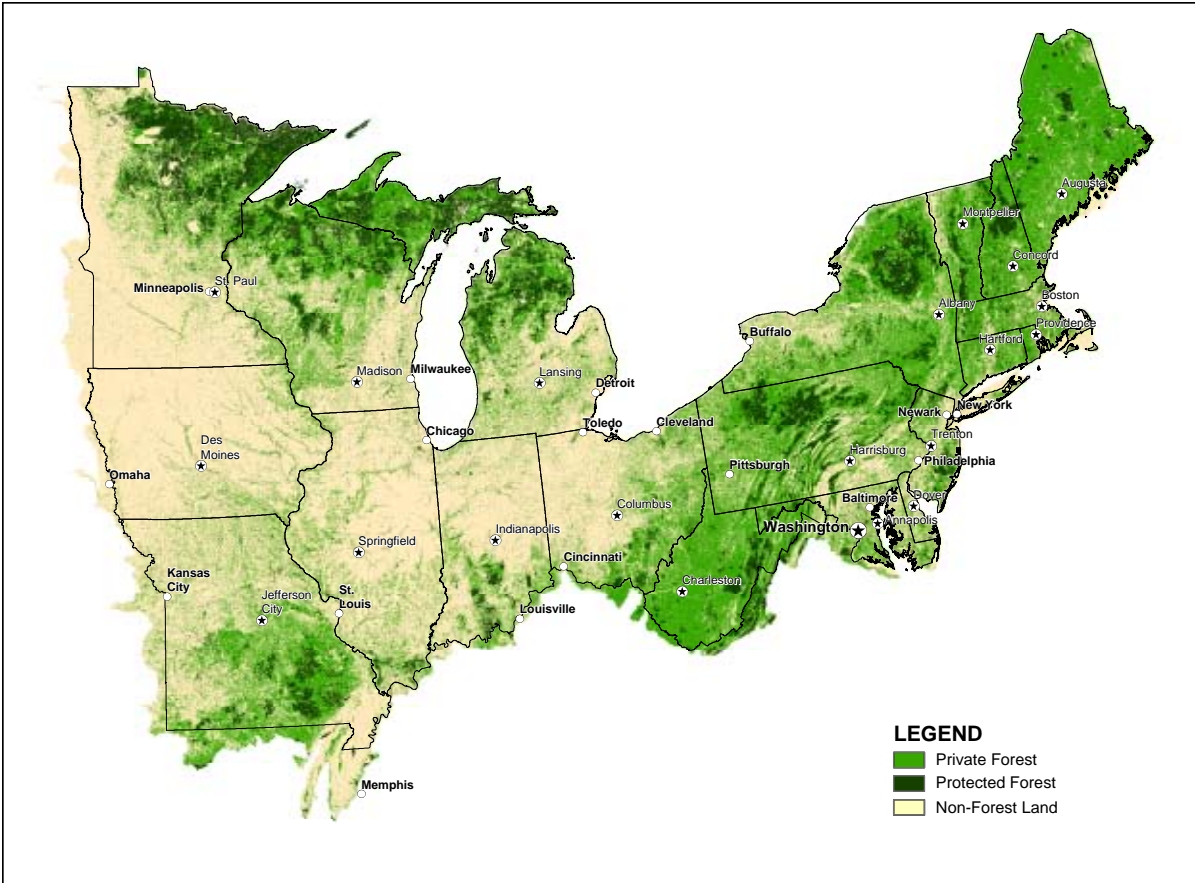 Augusta
Montpelier
Concord
St. Paul
Minneapolis
Boston
Albany
Providence
Buffalo
Hartford
Madison
Milwaukee
Lansing
Detroit
New York
Newark
Toledo
Cleveland
Chicago
Trenton
Des
Moines
Harrisburg
Philadelphia
Pittsburgh
Omaha
Dover
Baltimore
Columbus
Annapolis
Washington
Indianapolis
Springfield
Cincinnati
Kansas
City
Charleston
St.
Louis
Jefferson
City
Louisville
LEGEND
Private Forest
Protected Forest
Memphis
Non-Forest Land